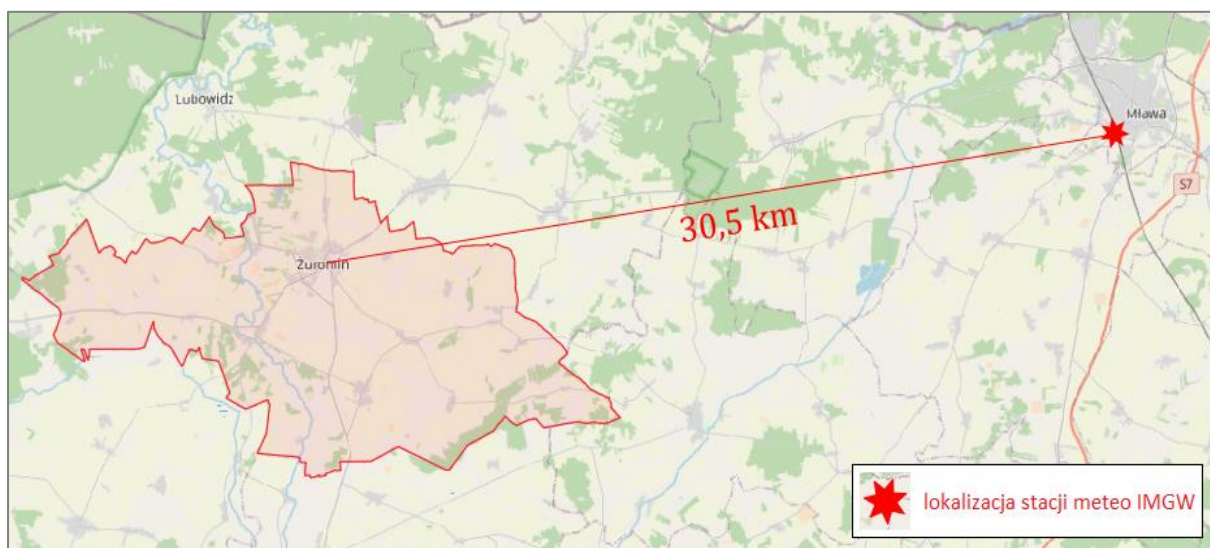 Lubowidz
Mława
S7
30,5 km
Żuromin
lokalizacja stacji meteo IMGW